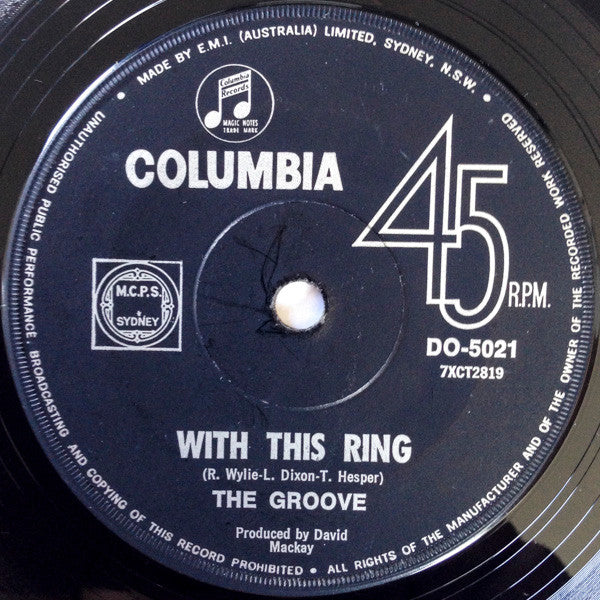 MADE BY E.M.I. (AUSTRALIA) LIMITED, SYDNEY, N.S.W. •
Columbia
Records
MAGIC NOTES
TRADE MARK
COLUMBIA
45
R.P.M.
M.C.P.S.
SYDNEY
DO-5021
7XCT2819
WITH THIS RING
(R. Wylie-L. Dixon-T. Hesper)
THE GROOVE
Produced by David
Mackay
ALL RIGHTS OF THE MANUFACTURER AND OF THE OWNER OF THE RECORDED WORK RESERVED
UNAUTHORISED PUBLIC PERFORMANCE, BROADCASTING AND COPYING OF THIS RECORD PROHIBITED •